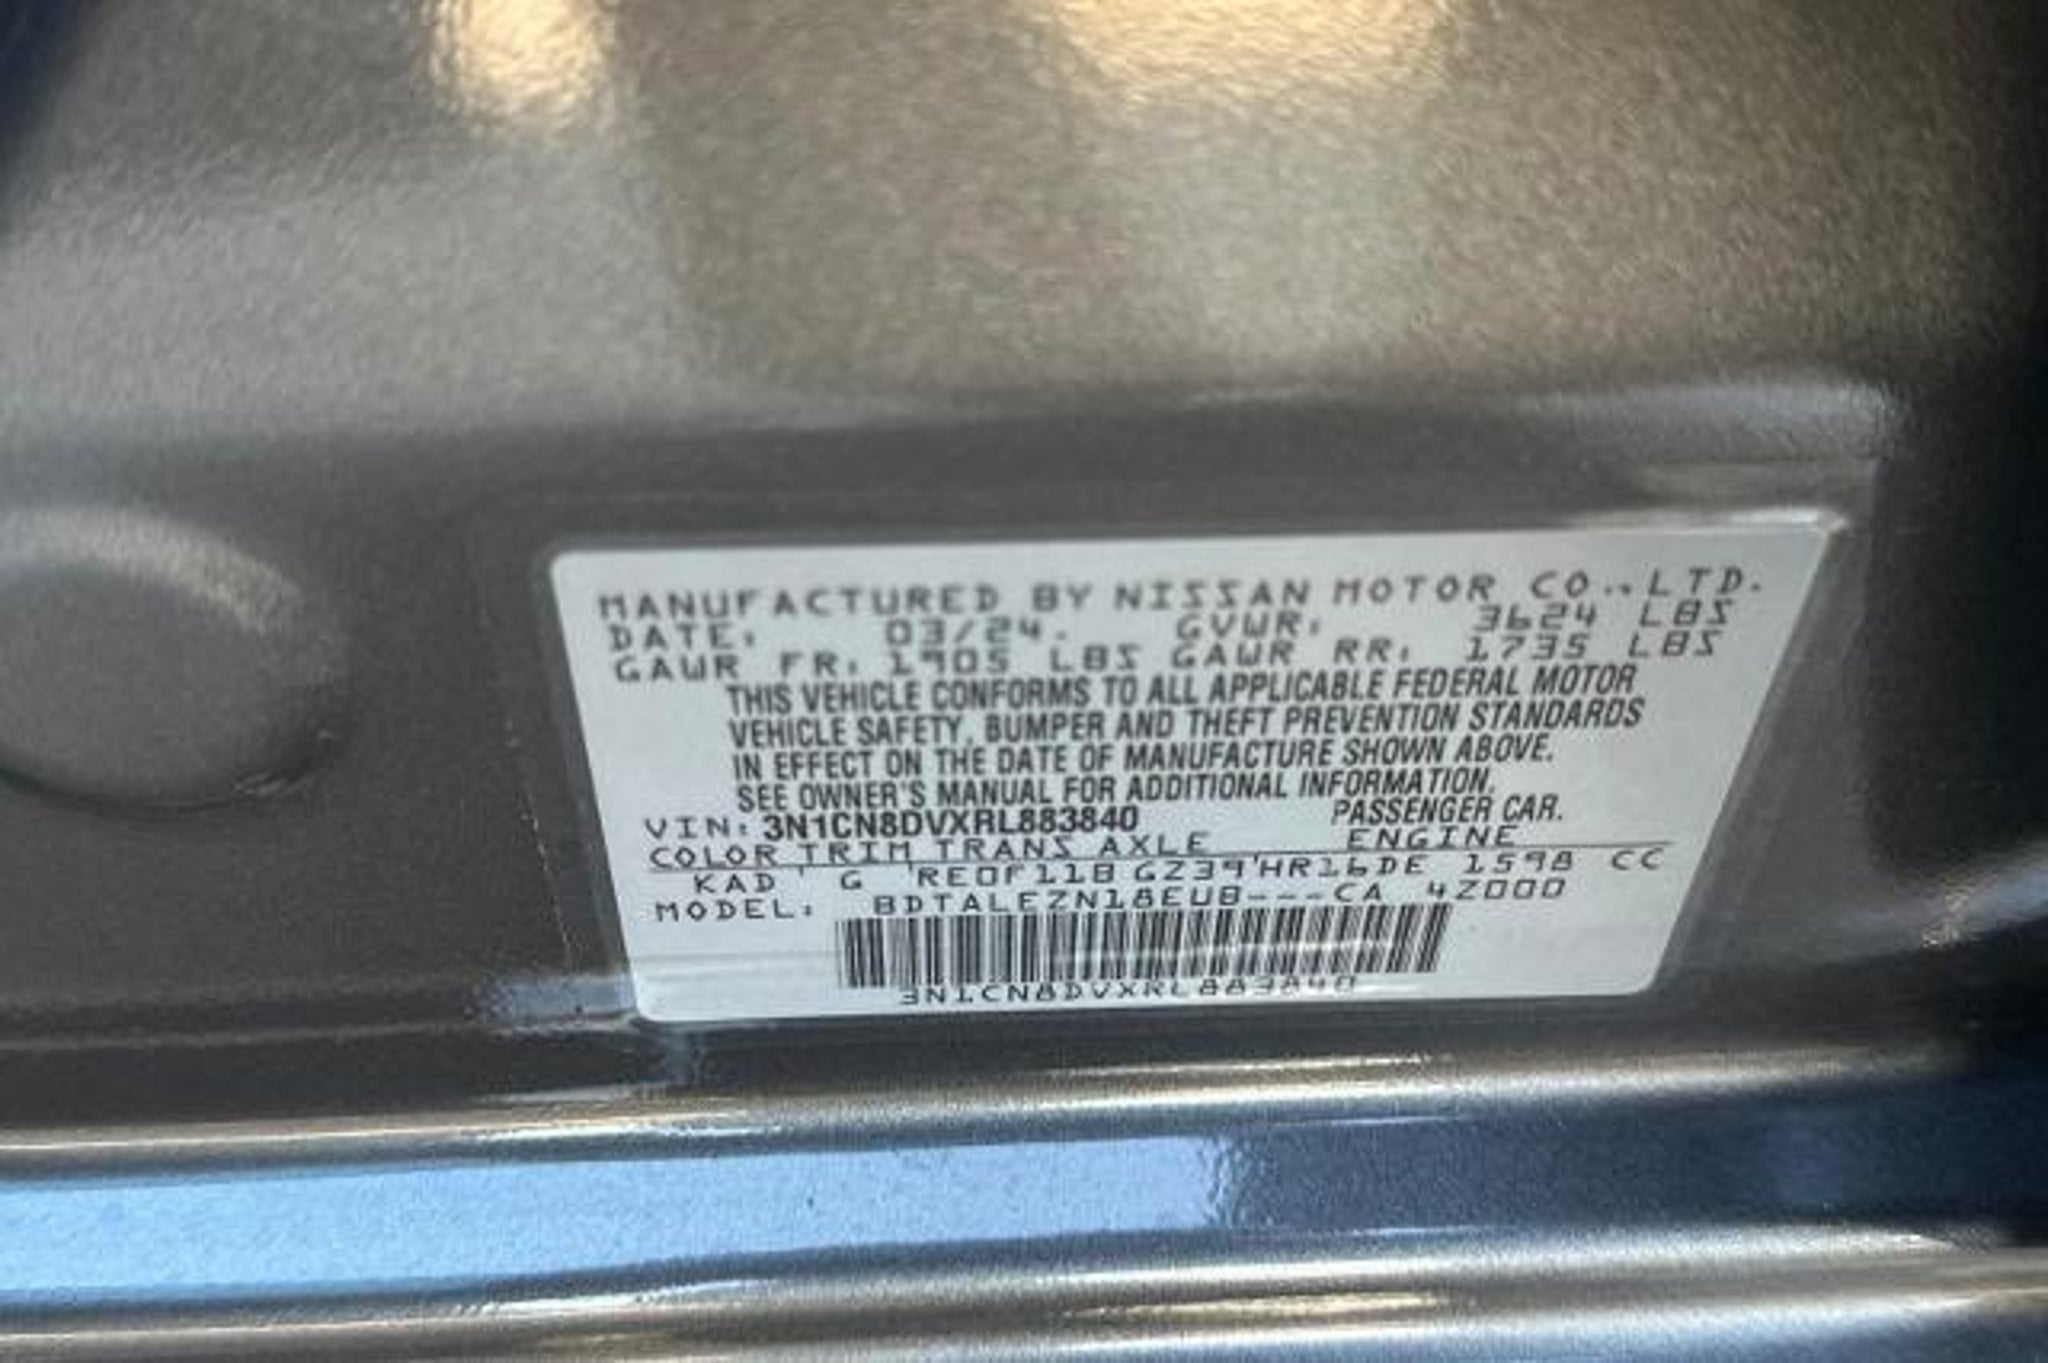 MANUFACTURED BY NISSAN MOTOR CO.,LTD.
DATE: 03/24. GVWR: 3624 LBS
GAWR FR: 1905 LBS GAWR RR: 1735 LBS
THIS VEHICLE CONFORMS TO ALL APPLICABLE FEDERAL MOTOR
VEHICLE SAFETY, BUMPER AND THEFT PREVENTION STANDARDS
IN EFFECT ON THE DATE OF MANUFACTURE SHOWN ABOVE.
SEE OWNER'S MANUAL FOR ADDITIONAL INFORMATION.
VIN: 3N1CN8DVXRL883840 PASSENGER CAR.
COLOR TRIM TRANS AXLE ENGINE
KAD G RE0F11B GZ39 HR16DE 1598 CC
MODEL: BDTALEZN18EUB---CA 4Z000
3N1CN8DVXRL883840